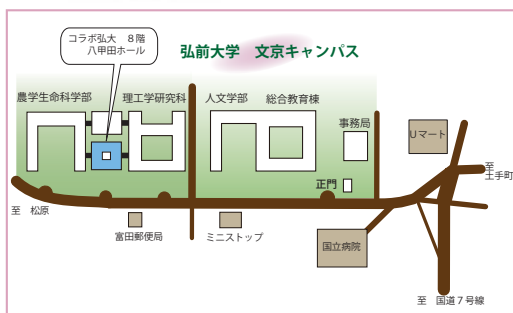 コラボ弘大　８階
八甲田ホール
弘前大学　文京キャンパス
農学生命科学部
理工学研究科
人文学部
総合教育棟
事務局
Ｕマート
正門
至
土手町
至　松原
富田郵便局
ミニストップ
国立病院
至　国道７号線